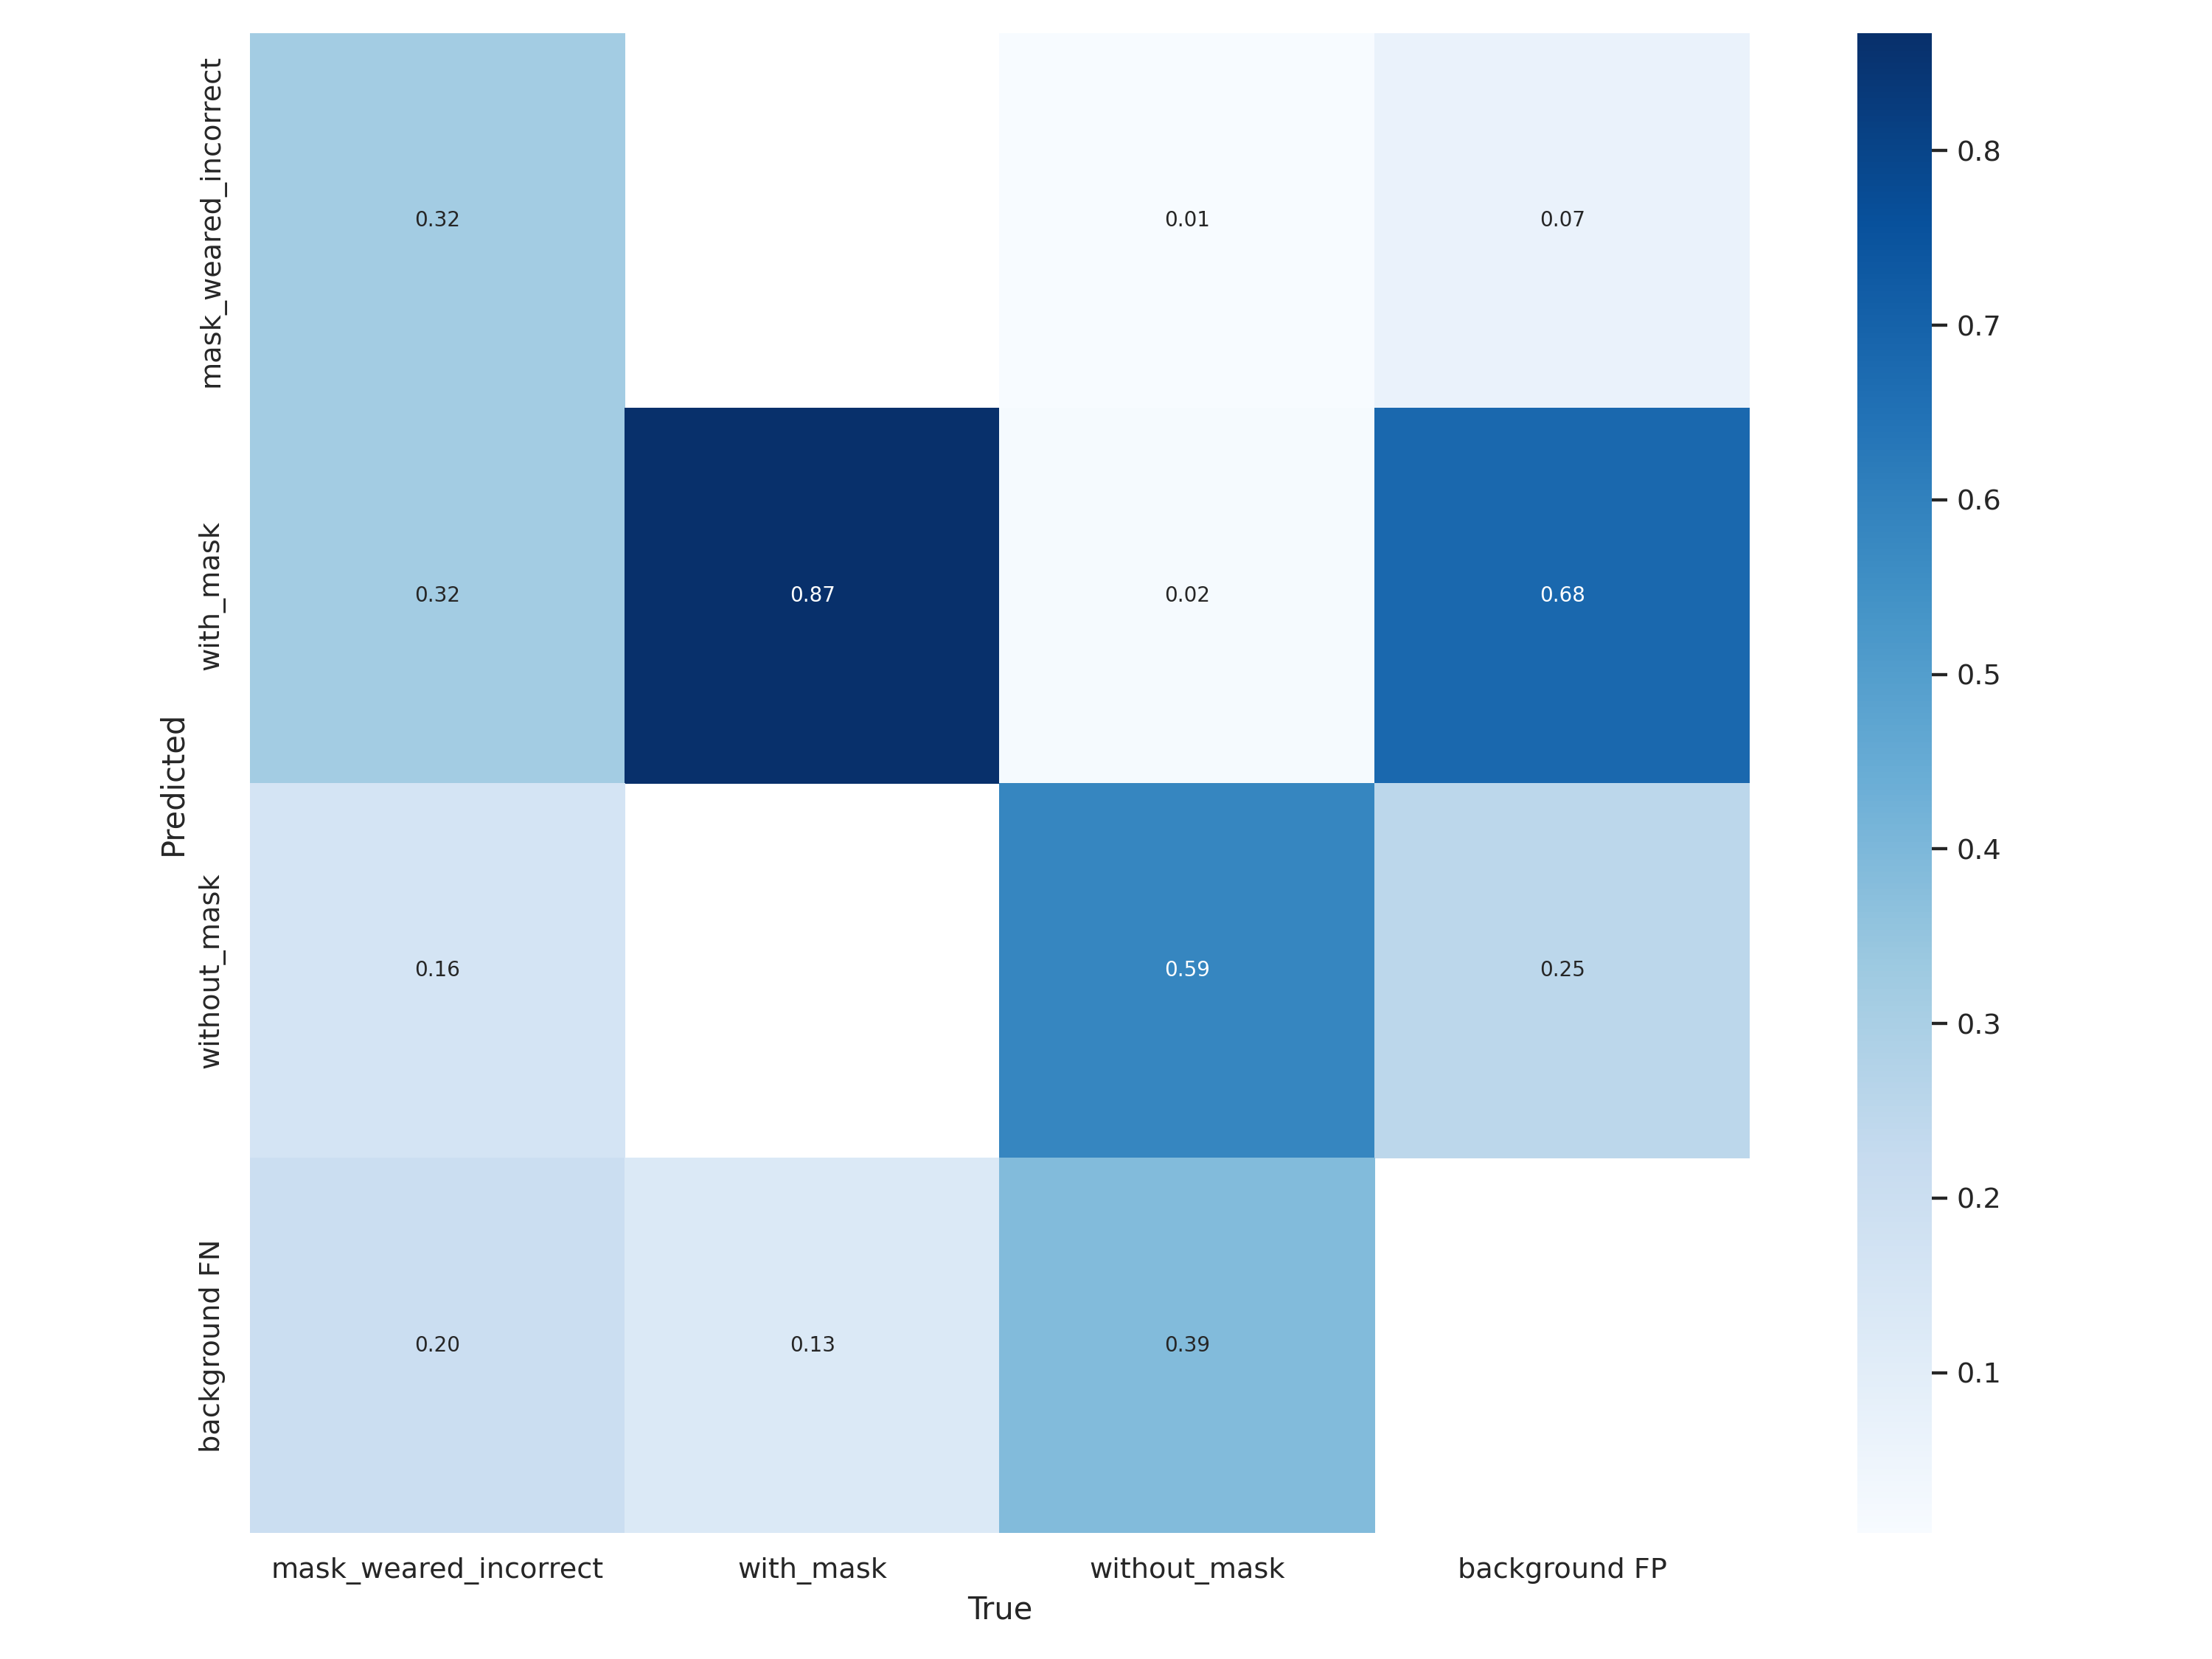 mask_weared_incorrect
0.32
0.01
0.07
with_mask
0.32
0.87
0.02
0.68
without_mask
0.16
0.59
0.25
background FN
0.20
0.13
0.39
Predicted
mask_weared_incorrect
with_mask
without_mask
background FP
True
0.8
0.7
0.6
0.5
0.4
0.3
0.2
0.1